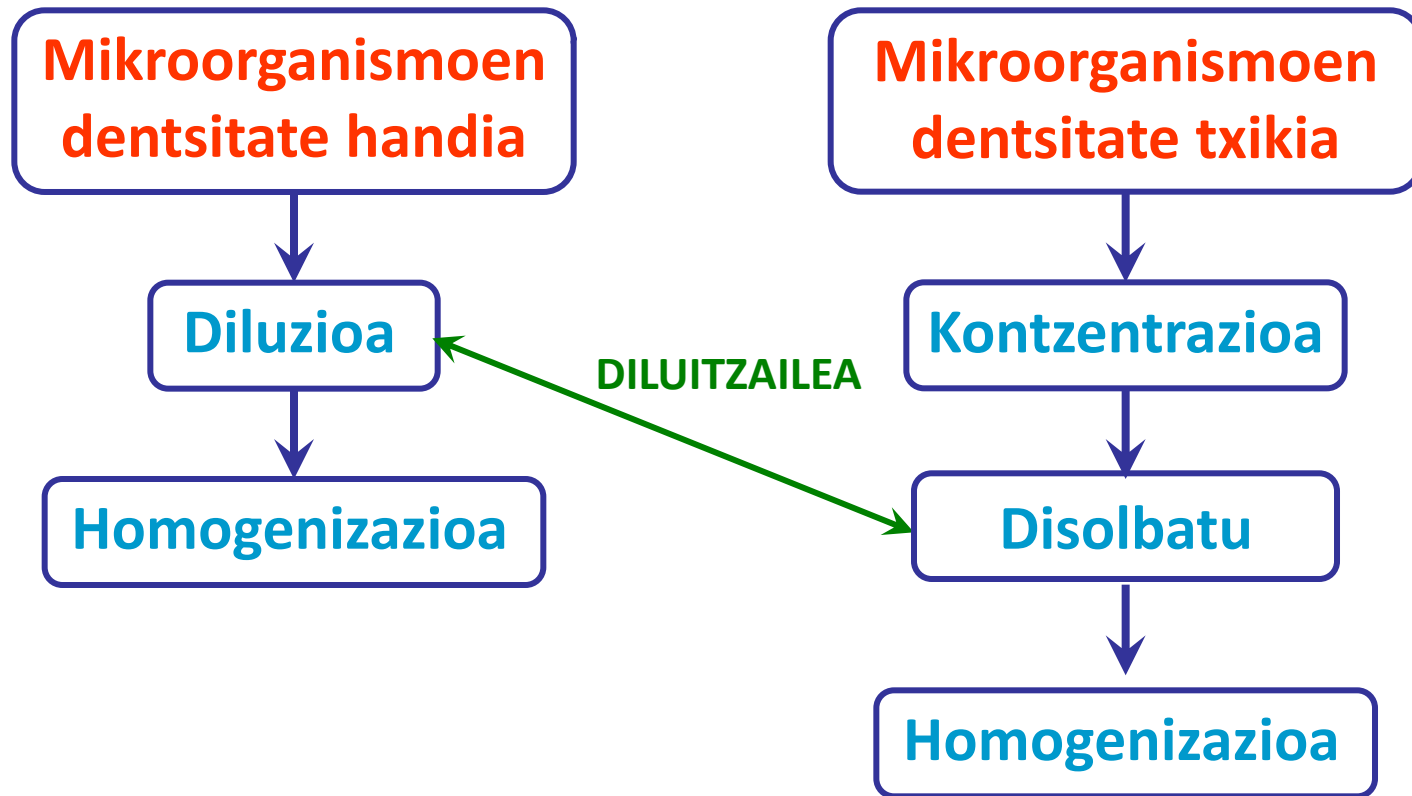 Mikroorganismoen
dentsitate handia
Diluzioa
Homogenizazioa
DILUITZAILEA
Mikroorganismoen
dentsitate txikia
Kontzentrazioa
Disolbatu
Homogenizazioa